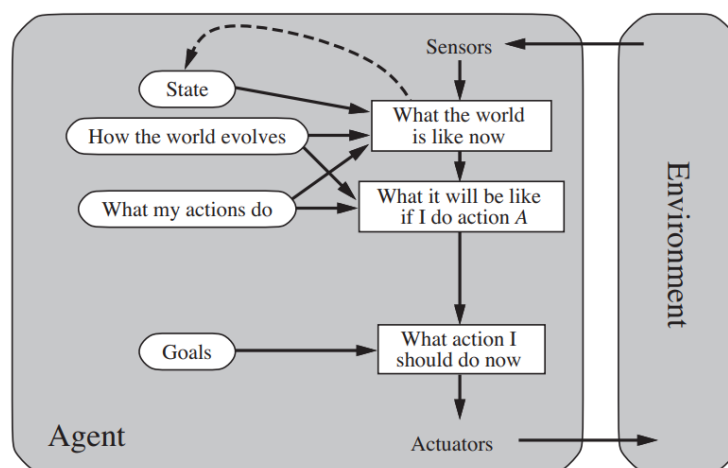 Sensors
State
What the world
is like now
How the world evolves
What it will be like
if I do action A
What my actions do
Environment
What action I
should do now
Goals
Agent
Actuators